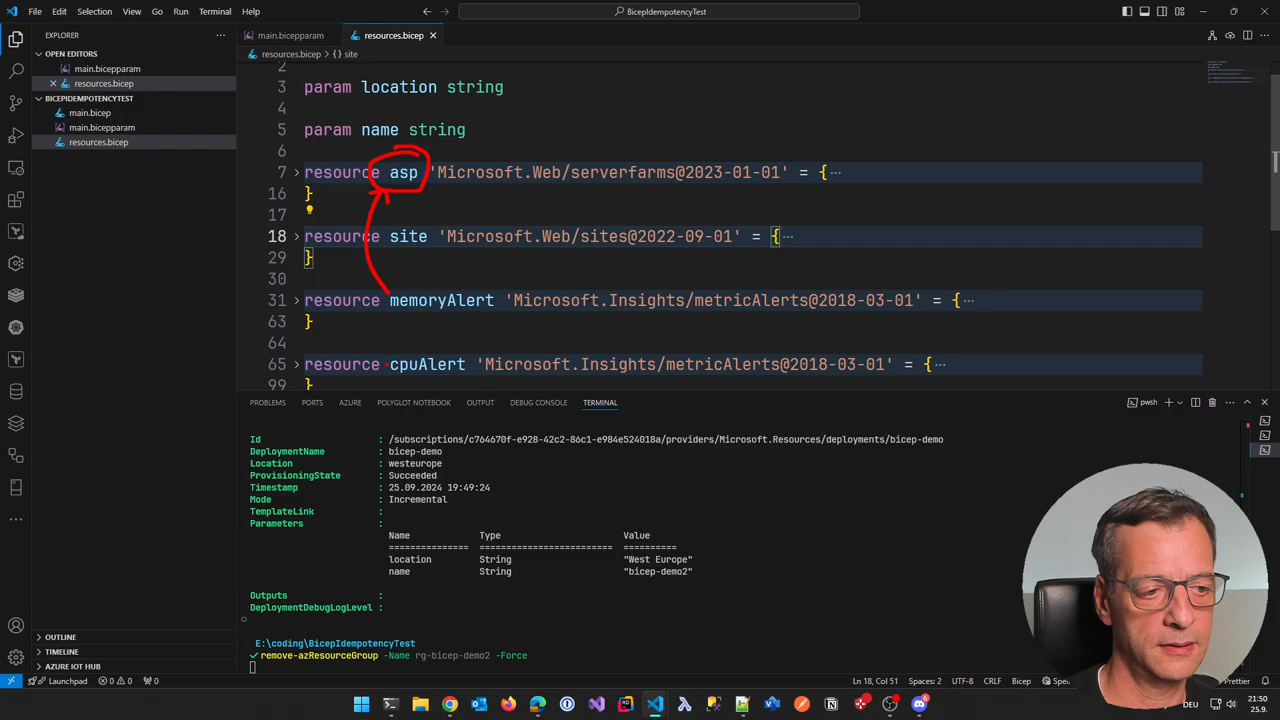 File Edit Selection View Go Run Terminal Help
BicepIdempotencyTest
EXPLORER
OPEN EDITORS
main.bicepparam
resources.bicep
BICEPIDEMPOTENCYTEST
main.bicep
main.bicepparam
resources.bicep
OUTLINE
TIMELINE
AZURE IOT HUB
main.bicepparam
resources.bicep
resources.bicep > {} site
2
3 param location string
4
5 param name string
6
7 resource asp 'Microsoft.Web/serverfarms@2023-01-01' = {···
16 }
17
18 resource site 'Microsoft.Web/sites@2022-09-01' = {···
29 }
30
31 resource memoryAlert 'Microsoft.Insights/metricAlerts@2018-03-01' = {···
63 }
64
65 resource cpuAlert 'Microsoft.Insights/metricAlerts@2018-03-01' = {···
99 }
PROBLEMS PORTS AZURE POLYGLOT NOTEBOOK OUTPUT DEBUG CONSOLE TERMINAL
pwsh
Id : /subscriptions/c764670f-e928-42c2-86c1-e984e524018a/providers/Microsoft.Resources/deployments/bicep-demo
DeploymentName : bicep-demo
Location : westeurope
ProvisioningState : Succeeded
Timestamp : 25.09.2024 19:49:24
Mode : Incremental
TemplateLink :
Parameters :
Name Type Value
=============== ========================= ==========
location String "West Europe"
name String "bicep-demo2"
Outputs :
DeploymentDebugLogLevel :
E:\coding\BicepIdempotencyTest
✓ remove-azResourceGroup -Name rg-bicep-demo2 -Force
Launchpad 0 0 0
Ln 18, Col 51 Spaces: 2 UTF-8 CRLF Bicep Prettier
DEU
21:50
25.9.